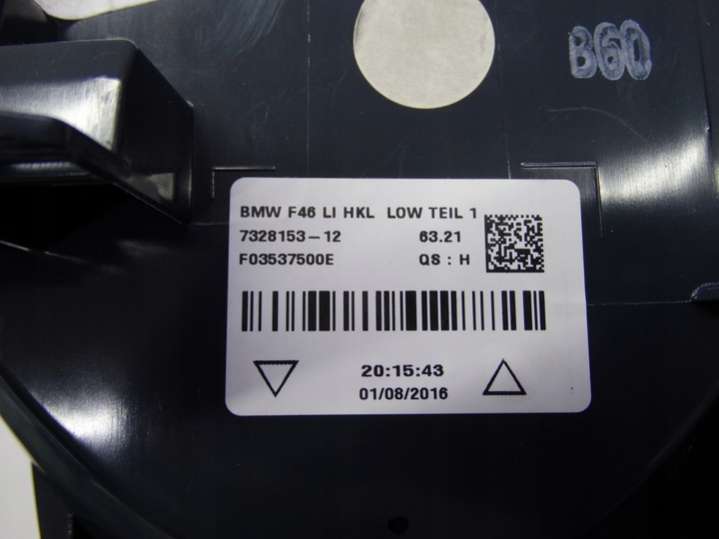 B60
BMW F46 LI HKL LOW TEIL 1
7328153-12 63.21
F03537500E QS : H
20:15:43
01/08/2016